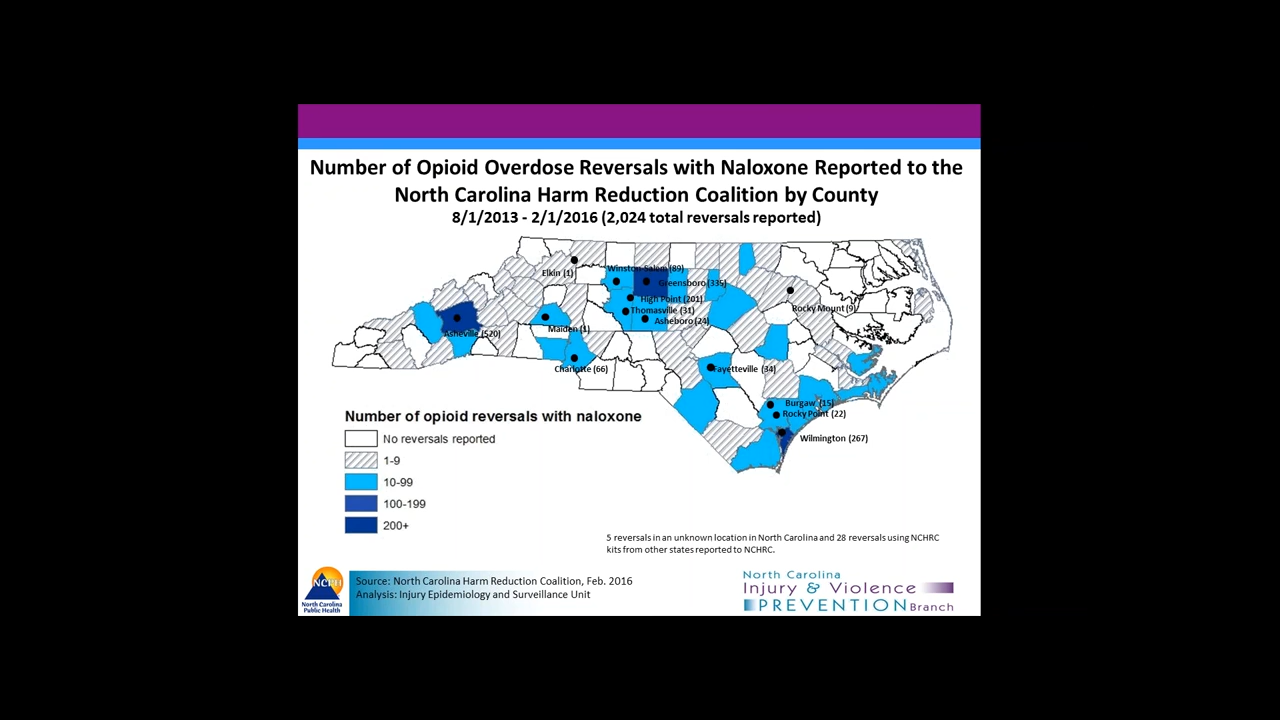 Number of Opioid Overdose Reversals with Naloxone Reported to the
North Carolina Harm Reduction Coalition by County
8/1/2013 - 2/1/2016 (2,024 total reversals reported)
Elkin (1)
Winston-Salem (89)
Greensboro (335)
High Point (201)
Thomasville (31)
Asheboro (24)
Rocky Mount (9)
Maiden (1)
Asheville (520)
Charlotte (66)
Fayetteville (34)
Burgaw (15)
Rocky Point (22)
Wilmington (267)
Number of opioid reversals with naloxone
No reversals reported
1-9
10-99
100-199
200+
5 reversals in an unknown location in North Carolina and 28 reversals using NCHRC
kits from other states reported to NCHRC.
NCPH
North Carolina
Public Health
Source: North Carolina Harm Reduction Coalition, Feb. 2016
Analysis: Injury Epidemiology and Surveillance Unit
North Carolina
Injury & Violence
PREVENTION Branch